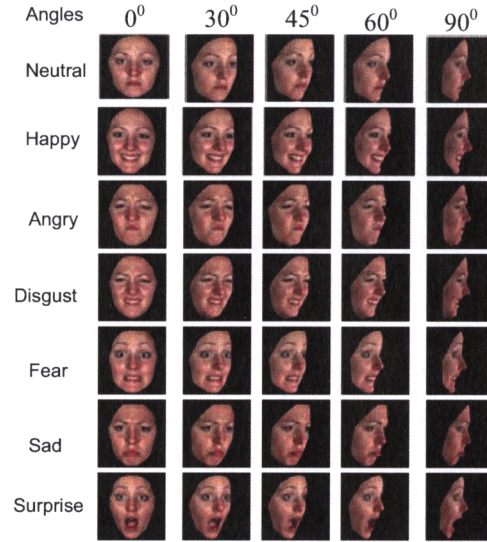 Angles 0⁰ 30⁰ 45⁰ 60⁰ 90⁰
Neutral
Happy
Angry
Disgust
Fear
Sad
Surprise